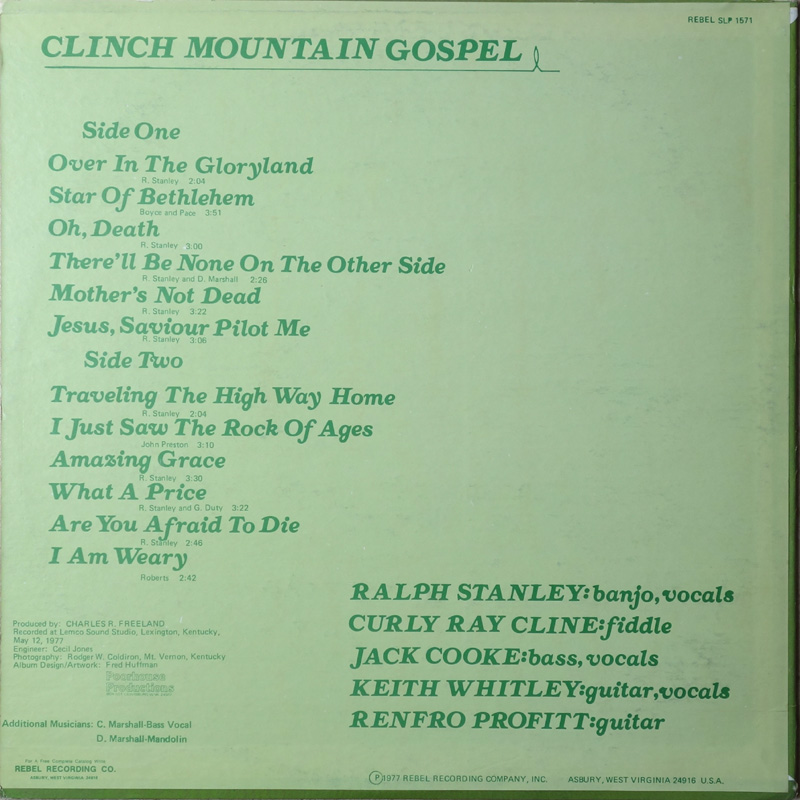 REBEL SLP 1571
CLINCH MOUNTAIN GOSPEL
Side One
Over In The Gloryland
R. Stanley 2:04
Star Of Bethlehem
Boyce and Pace 3:51
Oh, Death
R. Stanley 3:00
There'll Be None On The Other Side
R. Stanley and D. Marshall 2:26
Mother's Not Dead
R. Stanley 3:22
Jesus, Saviour Pilot Me
R. Stanley 3:06
Side Two
Traveling The High Way Home
R. Stanley 2:04
I Just Saw The Rock Of Ages
John Preston 3:10
Amazing Grace
R. Stanley 3:30
What A Price
R. Stanley and G. Duty 3:22
Are You Afraid To Die
R. Stanley 2:46
I Am Weary
Roberts 2:42
RALPH STANLEY:banjo,vocals
CURLY RAY CLINE:fiddle
JACK COOKE:bass, vocals
KEITH WHITLEY:guitar,vocals
RENFRO PROFITT:guitar
Produced by: CHARLES R. FREELAND
Recorded at Lemco Sound Studio, Lexington, Kentucky,
May 12, 1977
Engineer: Cecil Jones
Photography: Rodger W. Coldiron, Mt. Vernon, Kentucky
Album Design/Artwork: Fred Huffman
Poorhouse
Productions
Additional Musicians: C. Marshall-Bass Vocal
D. Marshall-Mandolin
For A Free Complete Catalog Write
REBEL RECORDING CO.
ASBURY, WEST VIRGINIA 24916
Ⓟ1977 REBEL RECORDING COMPANY, INC. ASBURY, WEST VIRGINIA 24916 U.S.A.